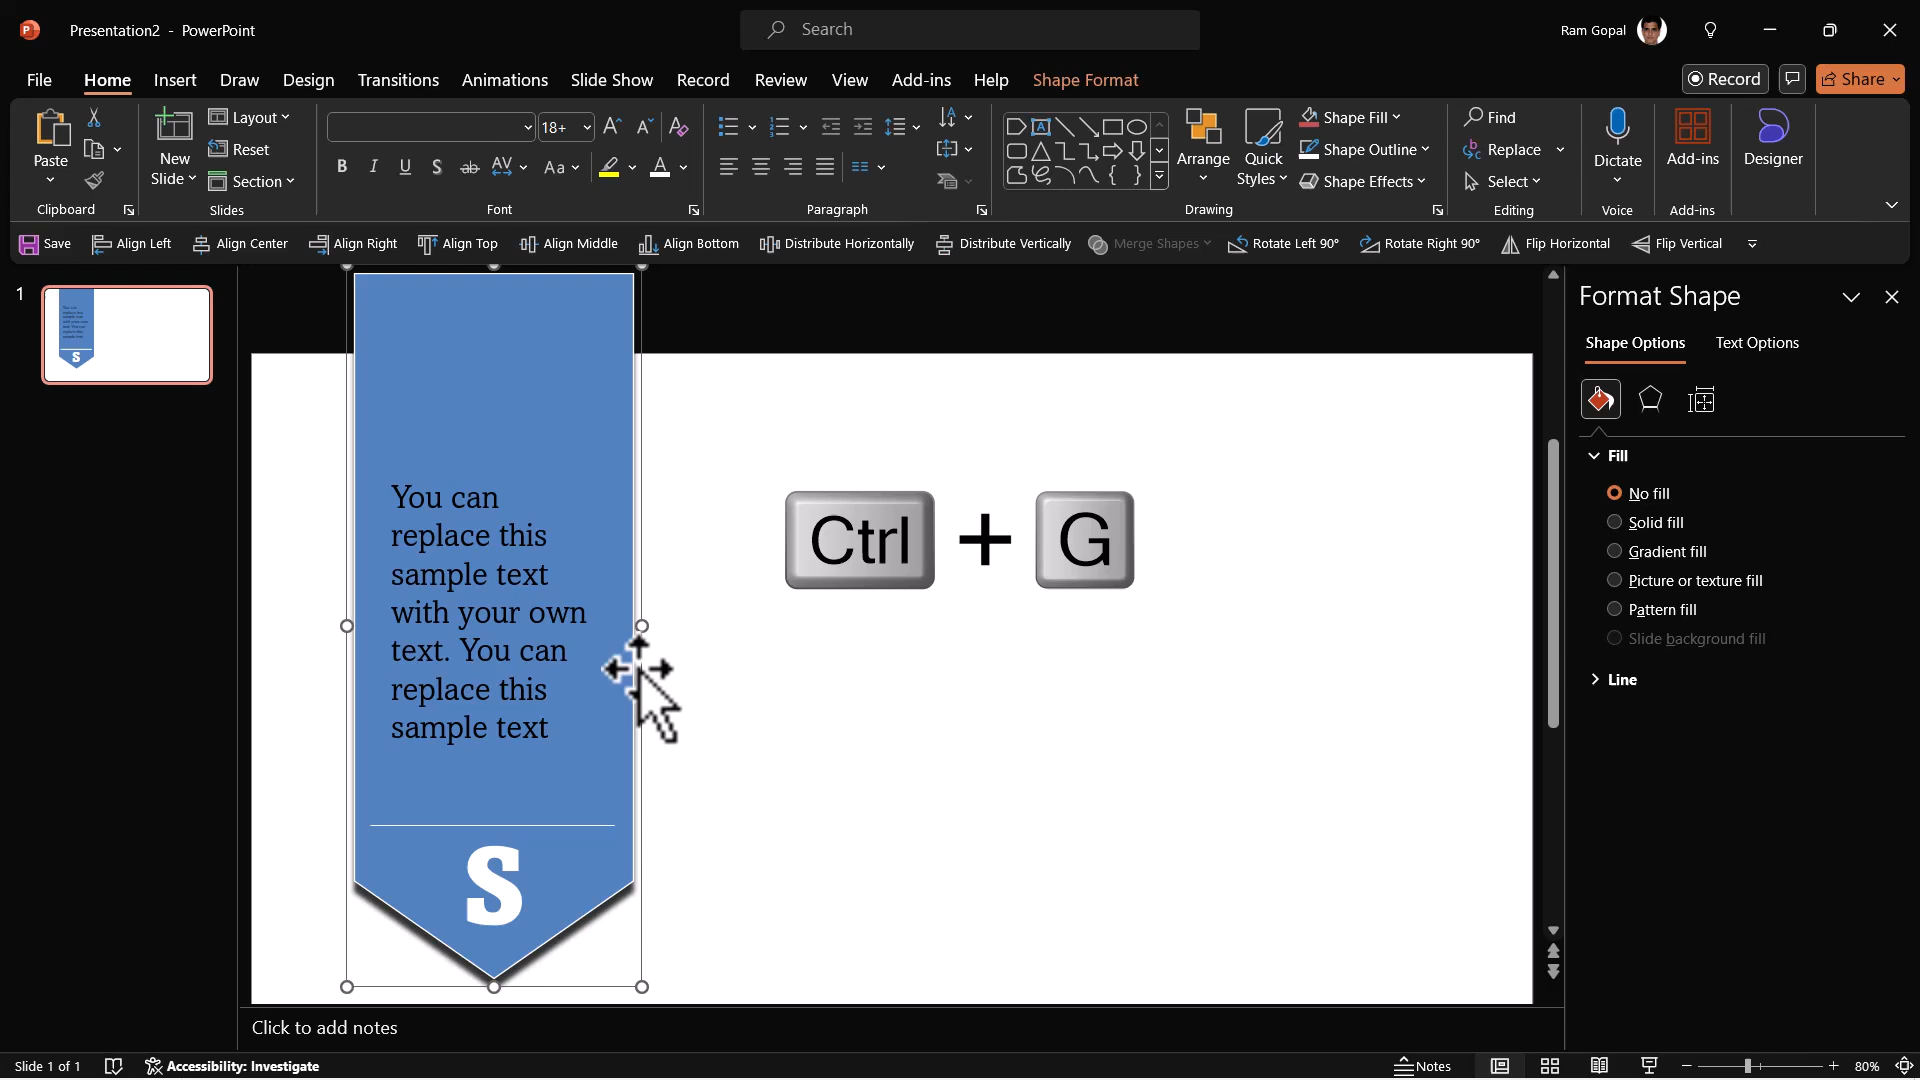 Presentation2 - PowerPoint
Search
Ram Gopal
File Home Insert Draw Design Transitions Animations Slide Show Record Review View Add-ins Help Shape Format
Record
Share
Paste
New
Slide
Layout
Reset
Section
18+
B I U S ab AV Aa A
Arrange
Quick
Styles
Shape Fill
Shape Outline
Shape Effects
Find
Replace
Select
Dictate
Add-ins
Designer
Clipboard
Slides
Font
Paragraph
Drawing
Editing
Voice
Add-ins
Save Align Left Align Center Align Right Align Top Align Middle Align Bottom Distribute Horizontally Distribute Vertically Merge Shapes Rotate Left 90° Rotate Right 90° Flip Horizontal Flip Vertical
1
You can
replace this
sample text
with your own
text. You can
replace this
sample text
S
Ctrl + G
Format Shape
Shape Options Text Options
Fill
No fill
Solid fill
Gradient fill
Picture or texture fill
Pattern fill
Slide background fill
Line
Click to add notes
Slide 1 of 1
Accessibility: Investigate
Notes
80%